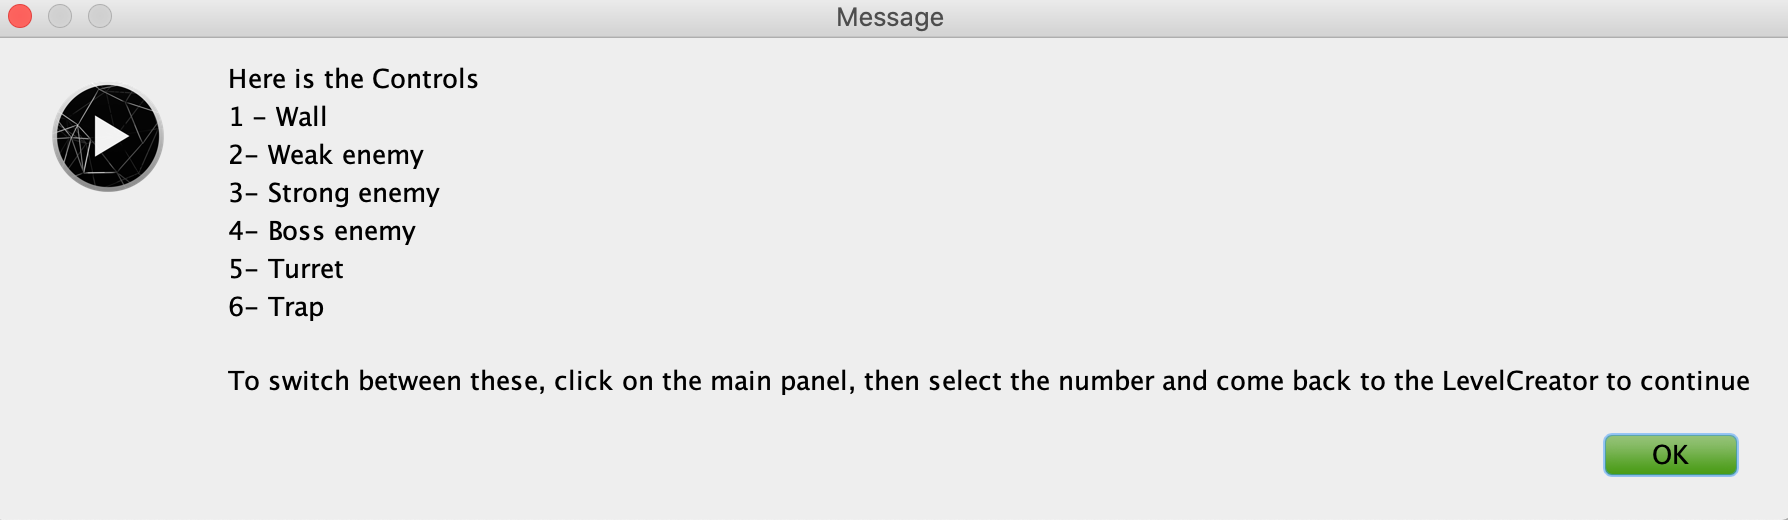 Message
Here is the Controls
1 - Wall
2- Weak enemy
3- Strong enemy
4- Boss enemy
5- Turret
6- Trap
To switch between these, click on the main panel, then select the number and come back to the LevelCreator to continue
OK